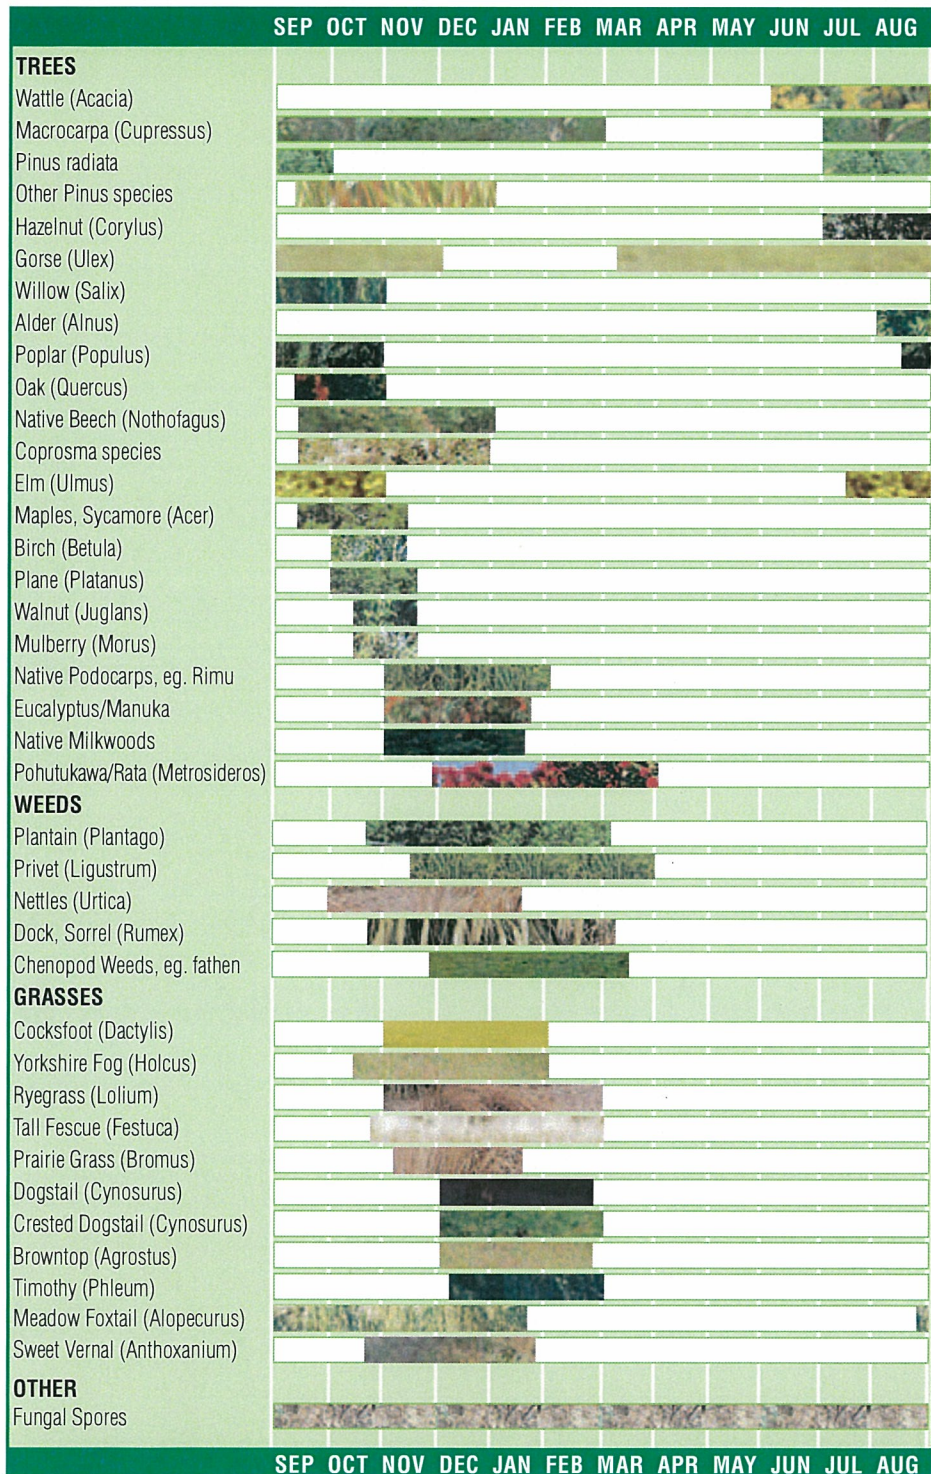 SEP OCT NOV DEC JAN FEB MAR APR MAY JUN JUL AUG
TREES
Wattle (Acacia)
Macrocarpa (Cupressus)
Pinus radiata
Other Pinus species
Hazelnut (Corylus)
Gorse (Ulex)
Willow (Salix)
Alder (Alnus)
Poplar (Populus)
Oak (Quercus)
Native Beech (Nothofagus)
Coprosma species
Elm (Ulmus)
Maples, Sycamore (Acer)
Birch (Betula)
Plane (Platanus)
Walnut (Juglans)
Mulberry (Morus)
Native Podocarps, eg. Rimu
Eucalyptus/Manuka
Native Milkwoods
Pohutukawa/Rata (Metrosideros)
WEEDS
Plantain (Plantago)
Privet (Ligustrum)
Nettles (Urtica)
Dock, Sorrel (Rumex)
Chenopod Weeds, eg. fathen
GRASSES
Cocksfoot (Dactylis)
Yorkshire Fog (Holcus)
Ryegrass (Lolium)
Tall Fescue (Festuca)
Prairie Grass (Bromus)
Dogstail (Cynosurus)
Crested Dogstail (Cynosurus)
Browntop (Agrostus)
Timothy (Phleum)
Meadow Foxtail (Alopecurus)
Sweet Vernal (Anthoxanium)
OTHER
Fungal Spores
SEP OCT NOV DEC JAN FEB MAR APR MAY JUN JUL AUG